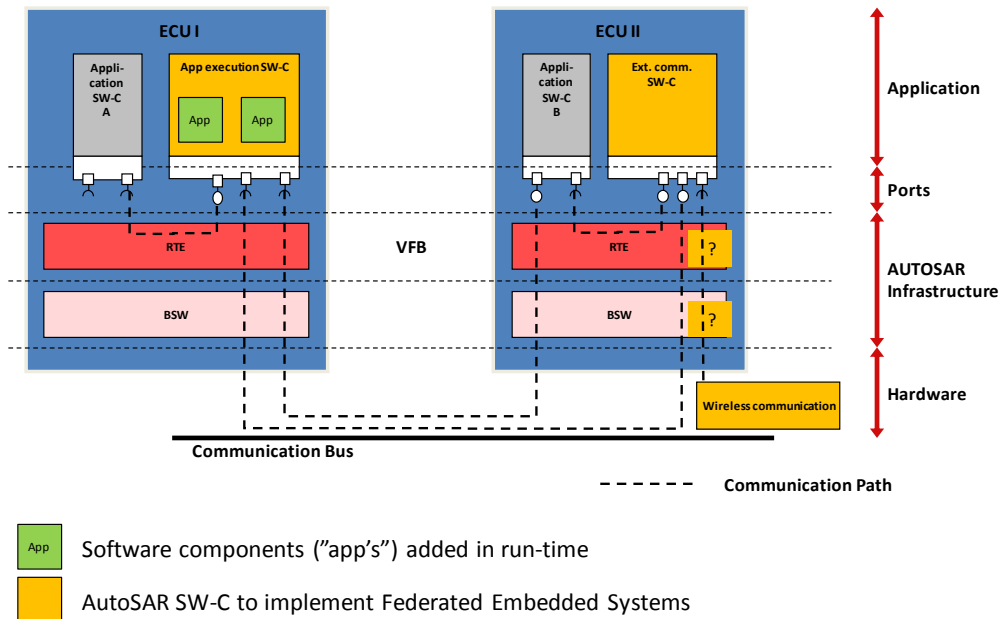 ECU I
ECU II
Appli-
cation
SW-C
A
App execution SW-C
App
App
Appli-
cation
SW-C
B
Ext. comm.
SW-C
Application
Ports
RTE
VFB
RTE
?
AUTOSAR
Infrastructure
BSW
BSW
?
Hardware
Wireless communication
Communication Bus
Communication Path
App
Software components (”app's”) added in run-time
AutoSAR SW-C to implement Federated Embedded Systems